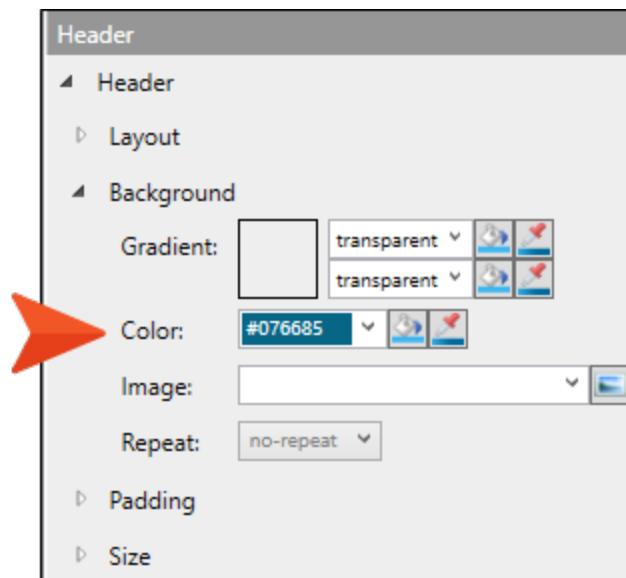 Header
Header
Layout
Background
Gradient: transparent
transparent
Color: #076685
Image:
Repeat: no-repeat
Padding
Size